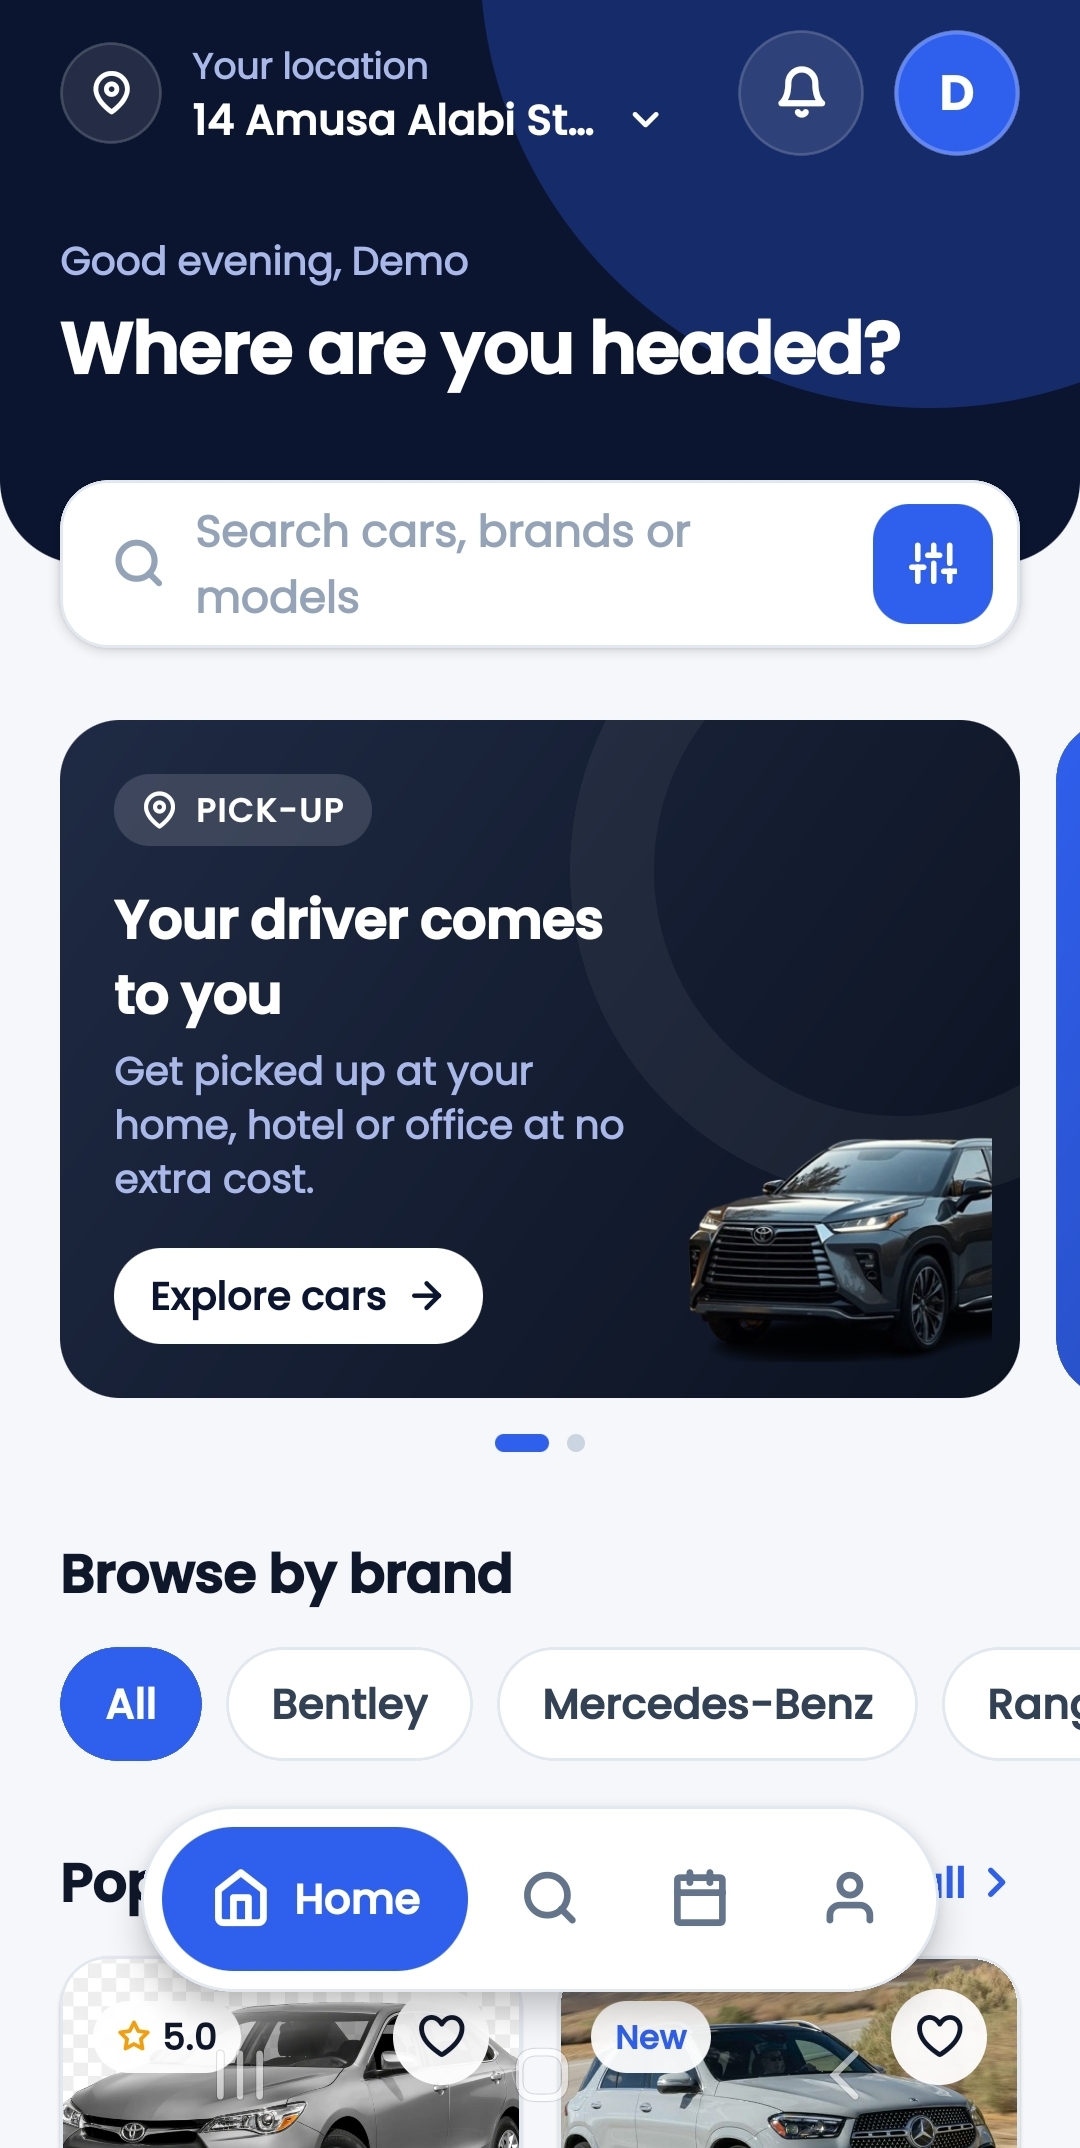 Your location
14 Amusa Alabi St...
D
Good evening, Demo
Where are you headed?
Search cars, brands or
models
PICK-UP
Your driver comes
to you
Get picked up at your
home, hotel or office at no
extra cost.
Explore cars
Browse by brand
All
Bentley
Mercedes-Benz
Home
5.0
New